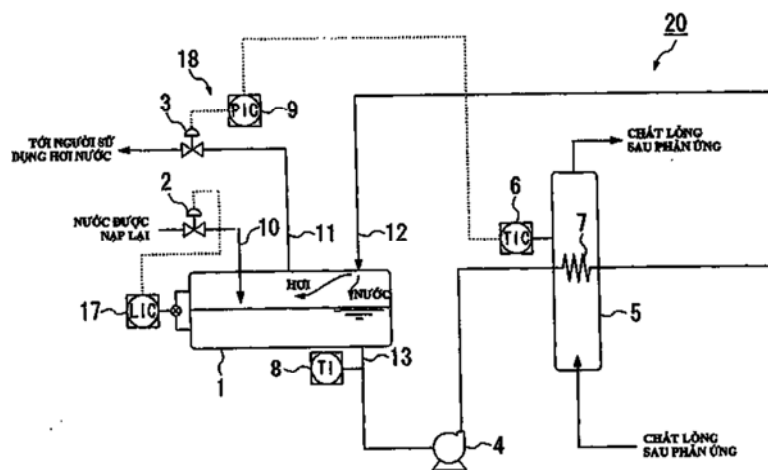 20
18
3
PIC
9
TỚI NGƯỜI SỬ
DỤNG HƠI NƯỚC
CHẤT LỎNG
SAU PHẢN ỨNG
2
6
NƯỚC ĐƯỢC
NẠP LẠI
10
11
12
TIC
7
HƠI
NƯỚC
17
LIC
5
1
8
TI
13
4
CHẤT LỎNG
SAU PHẢN ỨNG